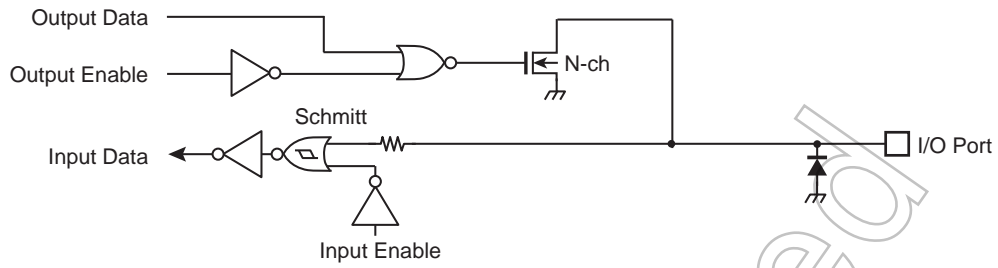 Output Data
Output Enable
N-ch
Schmitt
Input Data
I/O Port
Input Enable